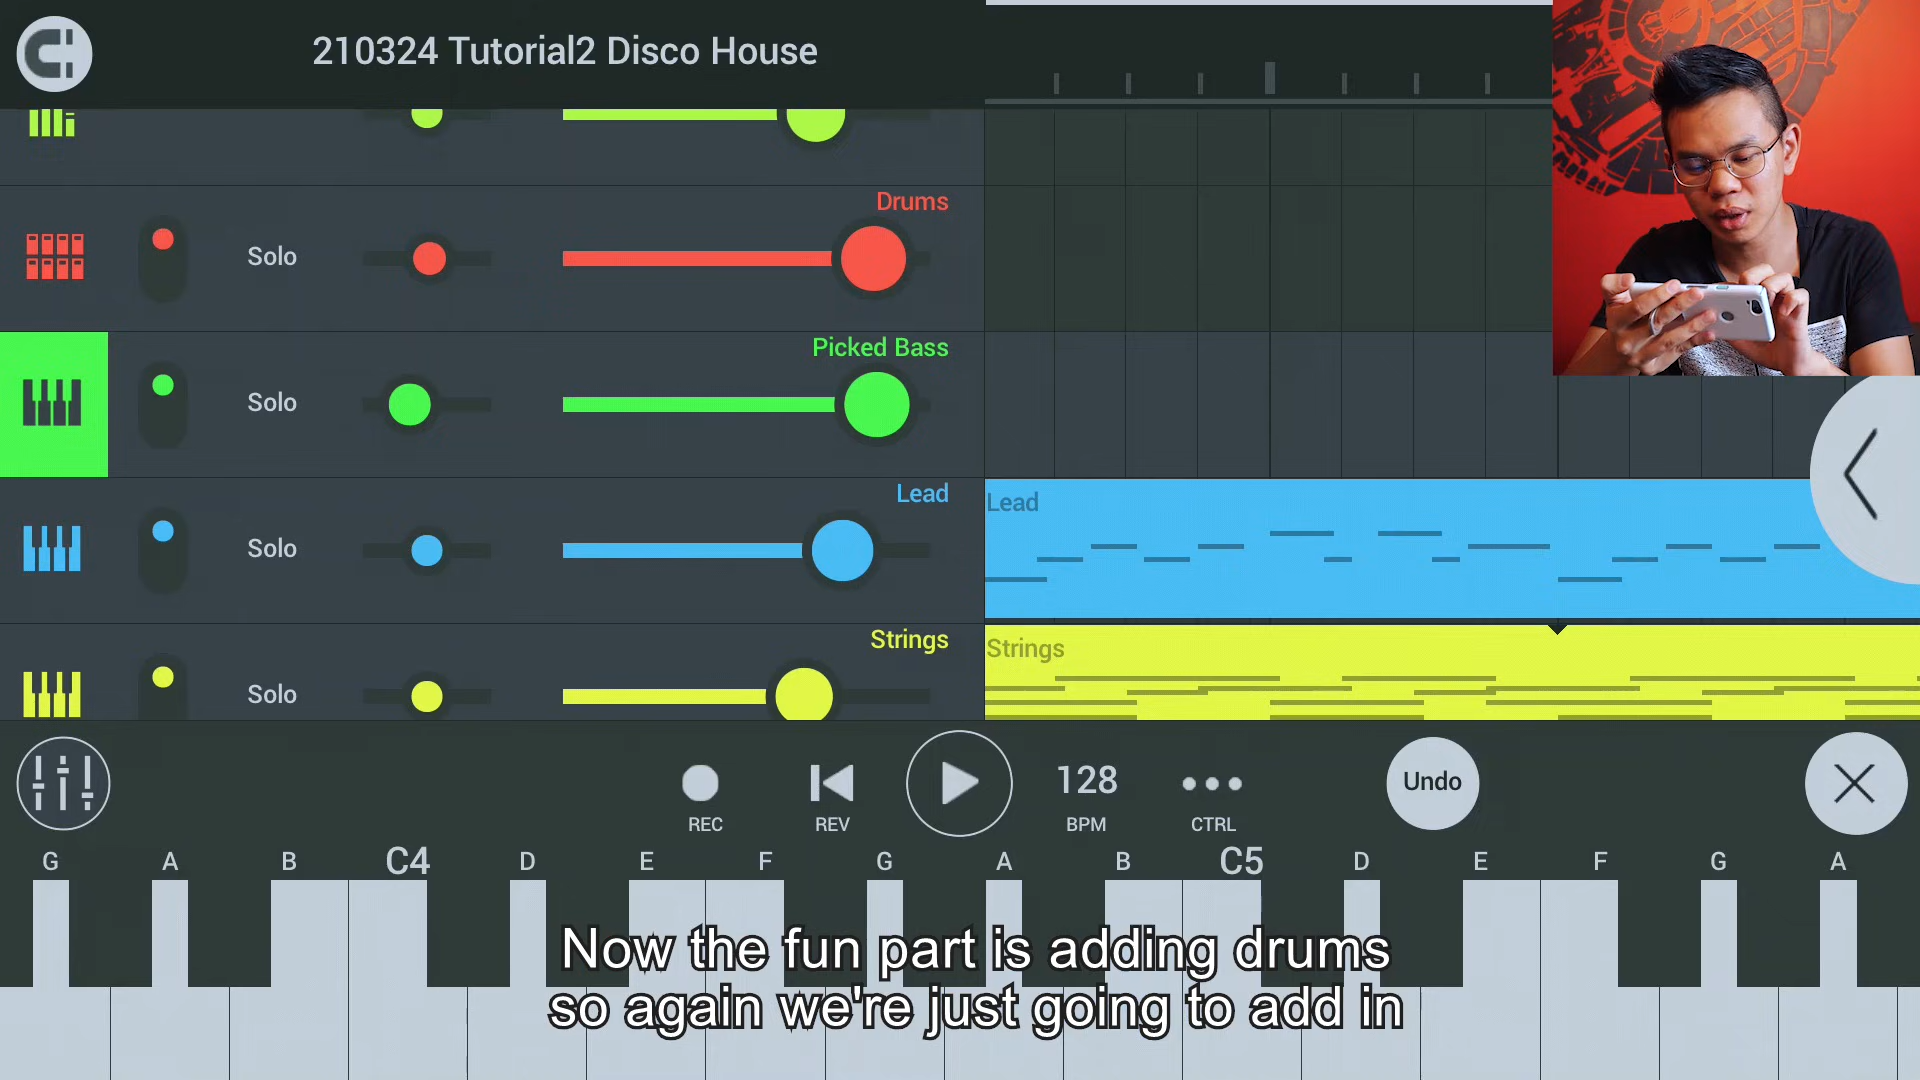 210324 Tutorial2 Disco House
Drums
Solo
Picked Bass
Solo
Lead
Solo
Lead
Strings
Solo
Strings
REC
REV
128
BPM
CTRL
Undo
G A B C4 D E F G A B C5 D E F G A
Now the fun part is adding drums
so again we're just going to add in